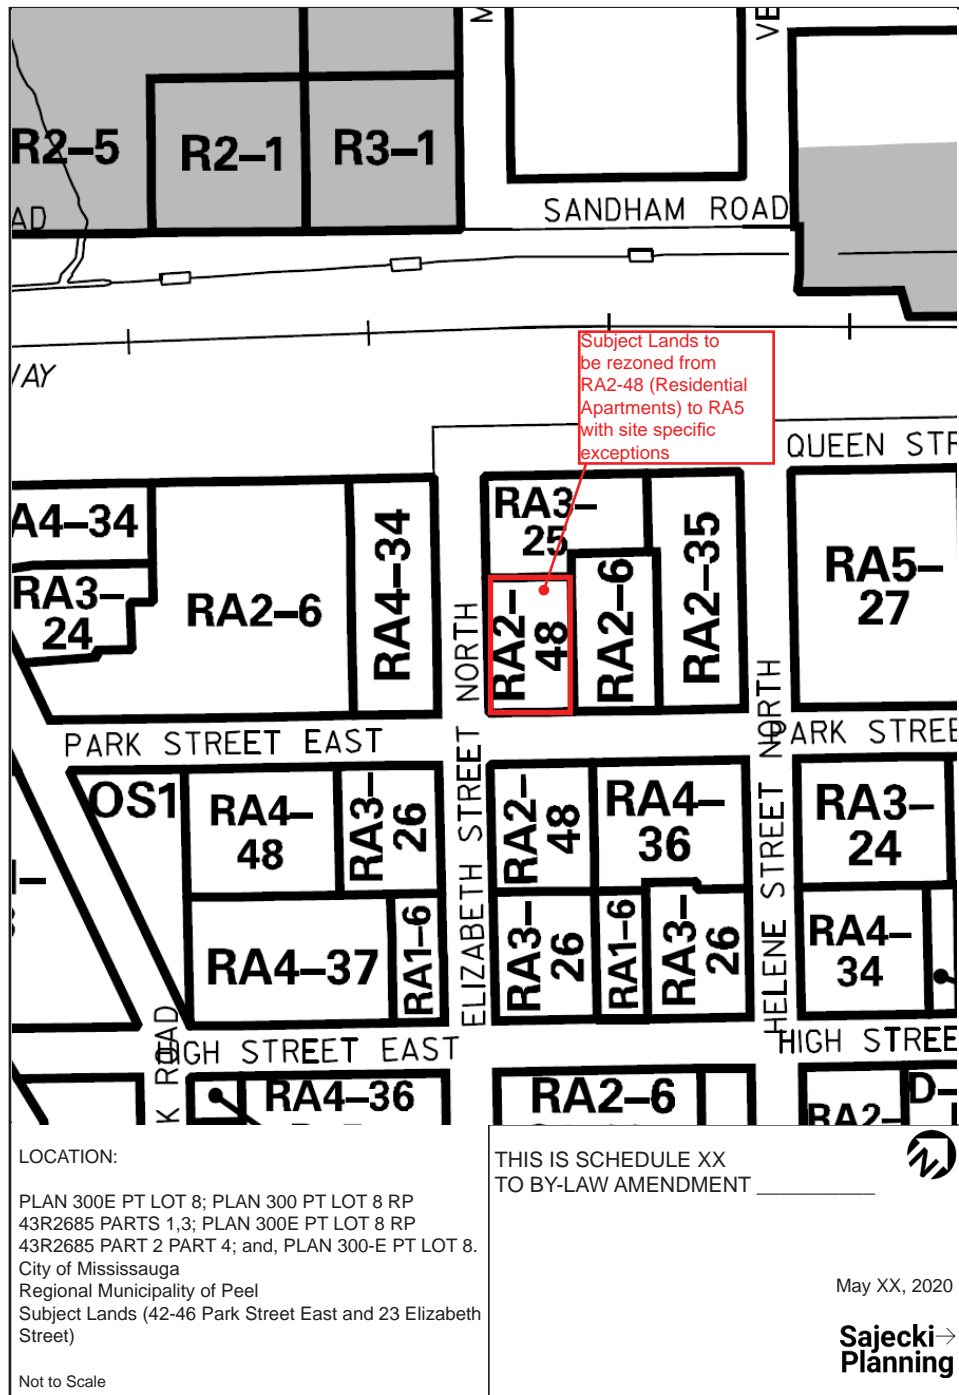 M
VE
R2–5
R2–1
R3–1
AD
SANDHAM ROAD
WAY
Subject Lands to
be rezoned from
RA2-48 (Residential
Apartments) to RA5
with site specific
exceptions
QUEEN STR
A4–34
RA3–
24
RA2–6
RA4–34
RA3–
25
RA2–
48
RA2–6
RA2–35
RA5–
27
ELIZABETH STREET NORTH
HELENE STREET NORTH
PARK STREET EAST
PARK STREE
OS1
RA4–
48
RA3–
26
RA2–
48
RA4–
36
RA3–
24
RA4–37
RA1–6
RA3–
26
RA1–6
RA3–
26
RA4–
34
K ROAD
HIGH STREET EAST
HIGH STREE
RA4–36
RA2–6
RA2–
D–
LOCATION:
PLAN 300E PT LOT 8; PLAN 300 PT LOT 8 RP
43R2685 PARTS 1,3; PLAN 300E PT LOT 8 RP
43R2685 PART 2 PART 4; and, PLAN 300-E PT LOT 8.
City of Mississauga
Regional Municipality of Peel
Subject Lands (42-46 Park Street East and 23 Elizabeth
Street)
Not to Scale
THIS IS SCHEDULE XX
TO BY-LAW AMENDMENT __________
N
May XX, 2020
Sajecki→
Planning